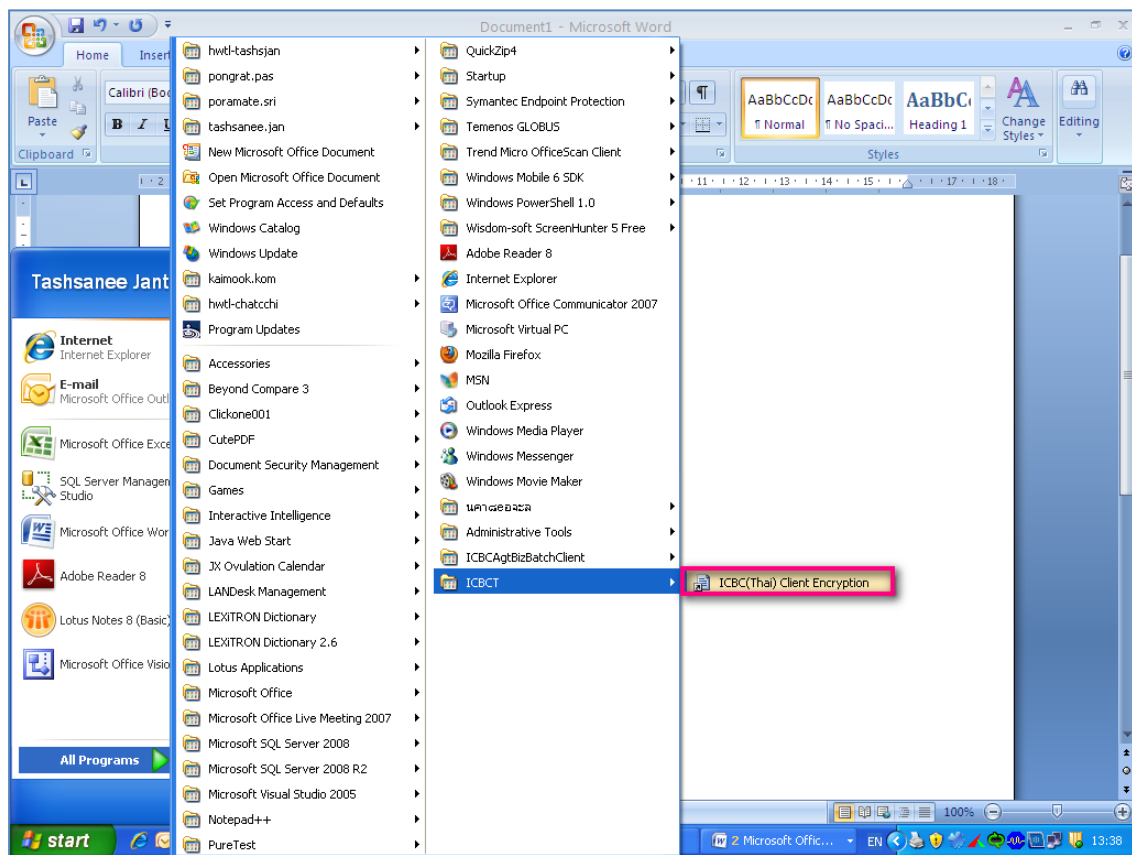 Document1 - Microsoft Word
Home
Insert
Paste
Clipboard
Calibri (Bo
B I U
AaBbCcDc
¶ Normal
AaBbCcDc
¶ No Spaci...
AaBbC
Heading 1
Change
Styles
Editing
Styles
2
11 12 13 14 15 17 18
Tashsanee Jant
Internet
Internet Explorer
E-mail
Microsoft Office Outl
Microsoft Office Exce
SQL Server Managem
Studio
Microsoft Office Wor
Adobe Reader 8
Lotus Notes 8 (Basic)
Microsoft Office Visio
All Programs
hwtl-tashsjan
pongrat.pas
poramate.sri
tashsanee.jan
New Microsoft Office Document
Open Microsoft Office Document
Set Program Access and Defaults
Windows Catalog
Windows Update
kaimook.kom
hwtl-chatcchi
Program Updates
Accessories
Beyond Compare 3
Clickone001
CutePDF
Document Security Management
Games
Interactive Intelligence
Java Web Start
JX Ovulation Calendar
LANDesk Management
LEXiTRON Dictionary
LEXiTRON Dictionary 2.6
Lotus Applications
Microsoft Office
Microsoft Office Live Meeting 2007
Microsoft SQL Server 2008
Microsoft SQL Server 2008 R2
Microsoft Visual Studio 2005
Notepad++
PureTest
QuickZip4
Startup
Symantec Endpoint Protection
Temenos GLOBUS
Trend Micro OfficeScan Client
Windows Mobile 6 SDK
Windows PowerShell 1.0
Wisdom-soft ScreenHunter 5 Free
Adobe Reader 8
Internet Explorer
Microsoft Office Communicator 2007
Microsoft Virtual PC
Mozilla Firefox
MSN
Outlook Express
Windows Media Player
Windows Messenger
Windows Movie Maker
Administrative Tools
ICBCAgtBizBatchClient
ICBCT
ICBC(Thai) Client Encryption
100%
start
2 Microsoft Offic...
EN
13:38